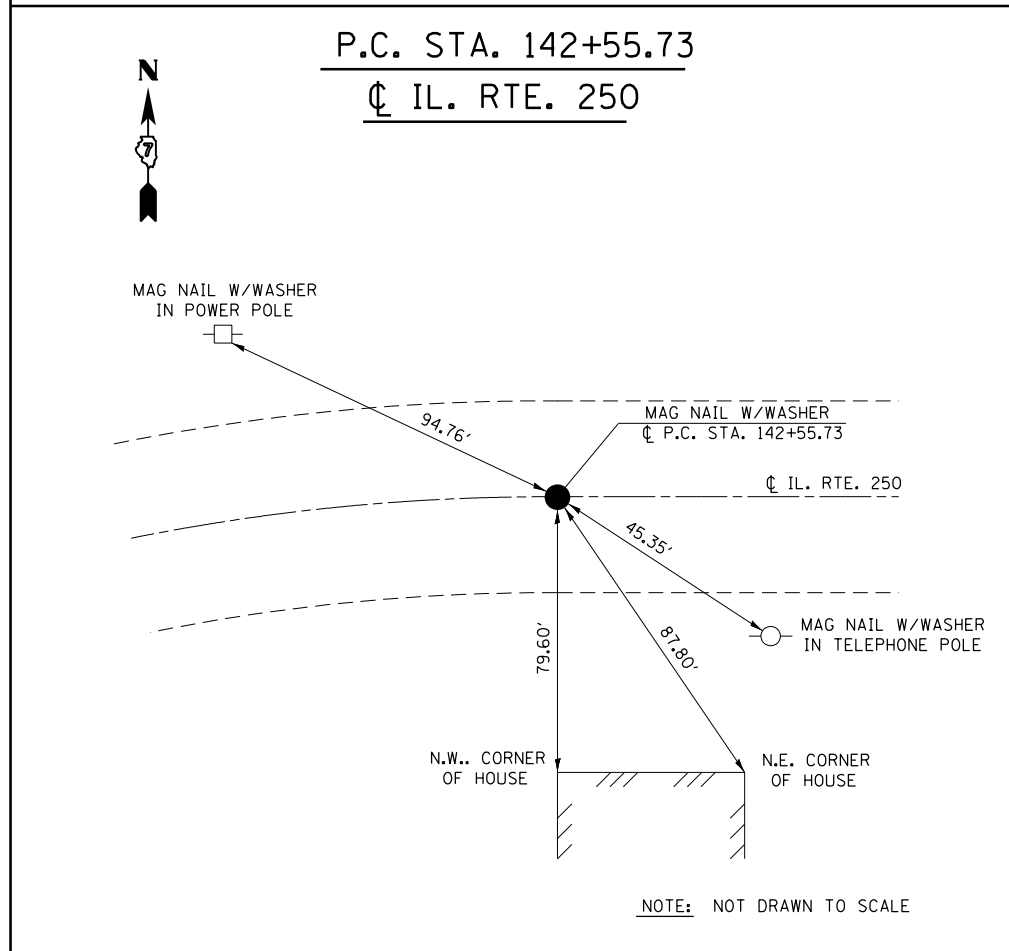 P.C. STA. 142+55.73
℄ IL. RTE. 250
N
7
MAG NAIL W/WASHER
IN POWER POLE
94.76'
MAG NAIL W/WASHER
℄ P.C. STA. 142+55.73
℄ IL. RTE. 250
45.35'
MAG NAIL W/WASHER
IN TELEPHONE POLE
79.60'
87.80'
N.W.. CORNER
OF HOUSE
N.E. CORNER
OF HOUSE
NOTE: NOT DRAWN TO SCALE